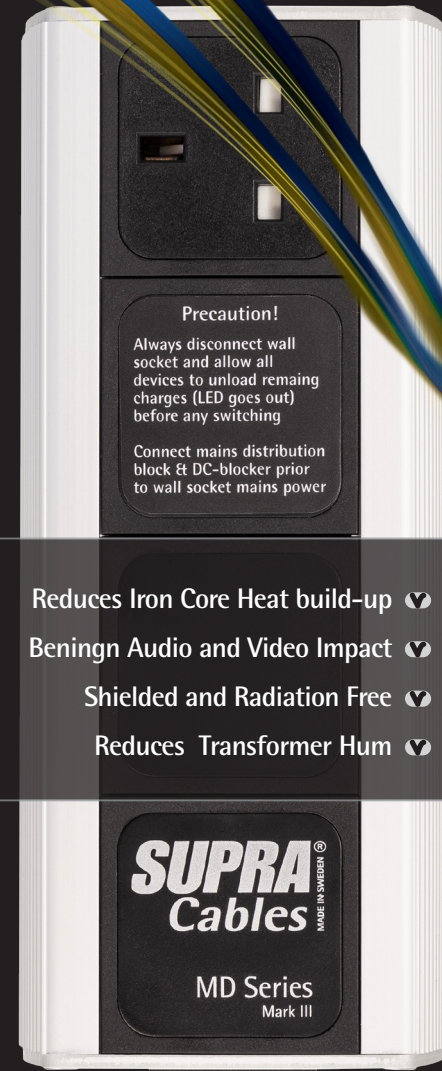 Precaution!
Always disconnect wall
socket and allow all
devices to unload remaing
charges (LED goes out)
before any switching
Connect mains distribution
block & DC-blocker prior
to wall socket mains power
Reduces Iron Core Heat build-up
Beningn Audio and Video Impact
Shielded and Radiation Free
Reduces Transformer Hum
SUPRA®
Cables
MADE IN SWEDEN
MD Series
Mark III